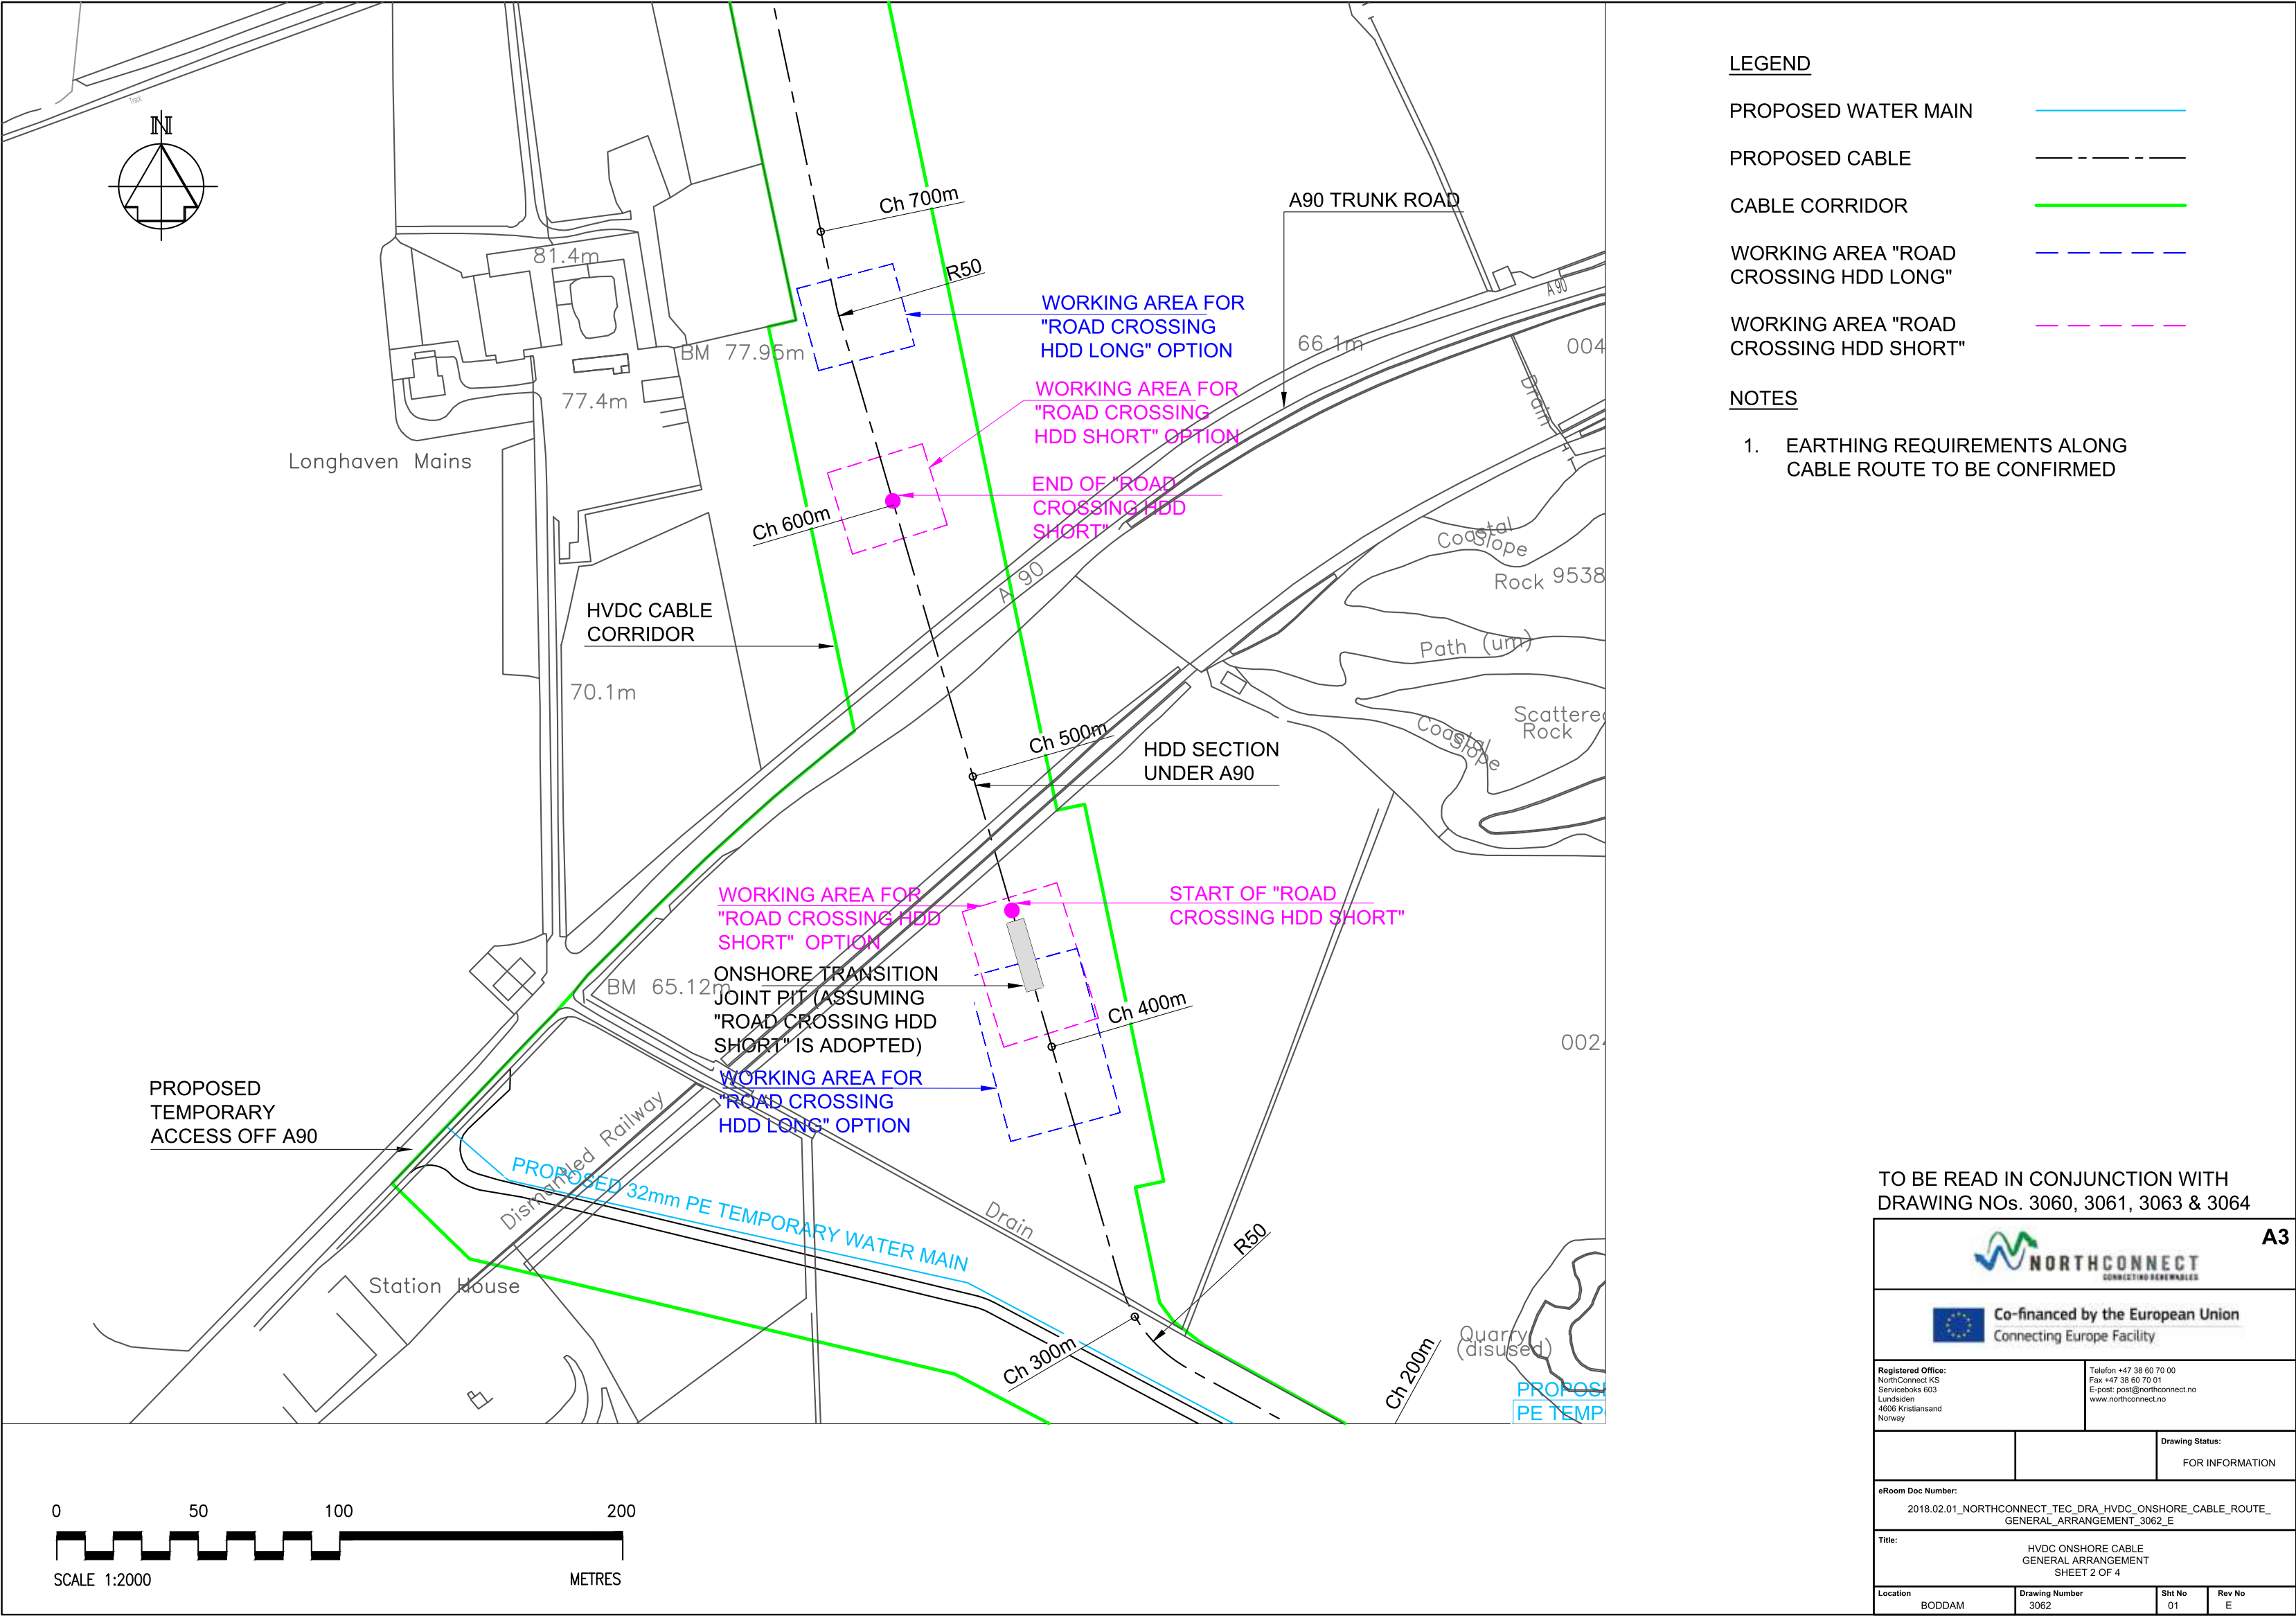 Track
N
81.4m
Ch 700m
R50
A90 TRUNK ROAD
A 90
WORKING AREA FOR
"ROAD CROSSING
HDD LONG" OPTION
66.1m
004
BM 77.95m
77.4m
WORKING AREA FOR
"ROAD CROSSING
HDD SHORT" OPTION
Drain
Longhaven Mains
END OF "ROAD
CROSSING HDD
SHORT"
Ch 600m
Coastal
Slope
Rock 9538
A 90
HVDC CABLE
CORRIDOR
Path (um)
70.1m
Scattered
Rock
Coastal
Slope
Ch 500m
HDD SECTION
UNDER A90
WORKING AREA FOR
"ROAD CROSSING HDD
SHORT" OPTION
START OF "ROAD
CROSSING HDD SHORT"
BM 65.12m
ONSHORE TRANSITION
JOINT PIT (ASSUMING
"ROAD CROSSING HDD
SHORT" IS ADOPTED)
Ch 400m
002
WORKING AREA FOR
"ROAD CROSSING
HDD LONG" OPTION
PROPOSED
TEMPORARY
ACCESS OFF A90
Dismantled Railway
PROPOSED 32mm PE TEMPORARY WATER MAIN
Drain
R50
Station House
Ch 300m
Ch 200m
Quarry
(disused)
PROPOS
PE TEMP
0 50 100 200
SCALE 1:2000 METRES
LEGEND
PROPOSED WATER MAIN
PROPOSED CABLE
CABLE CORRIDOR
WORKING AREA "ROAD
CROSSING HDD LONG"
WORKING AREA "ROAD
CROSSING HDD SHORT"
NOTES
1. EARTHING REQUIREMENTS ALONG
CABLE ROUTE TO BE CONFIRMED
TO BE READ IN CONJUNCTION WITH
DRAWING NOs. 3060, 3061, 3063 & 3064
A3
NORTHCONNECT
CONNECTING RENEWABLES
Co-financed by the European Union
Connecting Europe Facility
Registered Office:
NorthConnect KS
Serviceboks 603
Lundsiden
4606 Kristiansand
Norway
Telefon +47 38 60 70 00
Fax +47 38 60 70 01
E-post: post@northconnect.no
www.northconnect.no
Drawing Status:
FOR INFORMATION
eRoom Doc Number:
2018.02.01_NORTHCONNECT_TEC_DRA_HVDC_ONSHORE_CABLE_ROUTE_
GENERAL_ARRANGEMENT_3062_E
Title:
HVDC ONSHORE CABLE
GENERAL ARRANGEMENT
SHEET 2 OF 4
Location
BODDAM
Drawing Number
3062
Sht No
01
Rev No
E